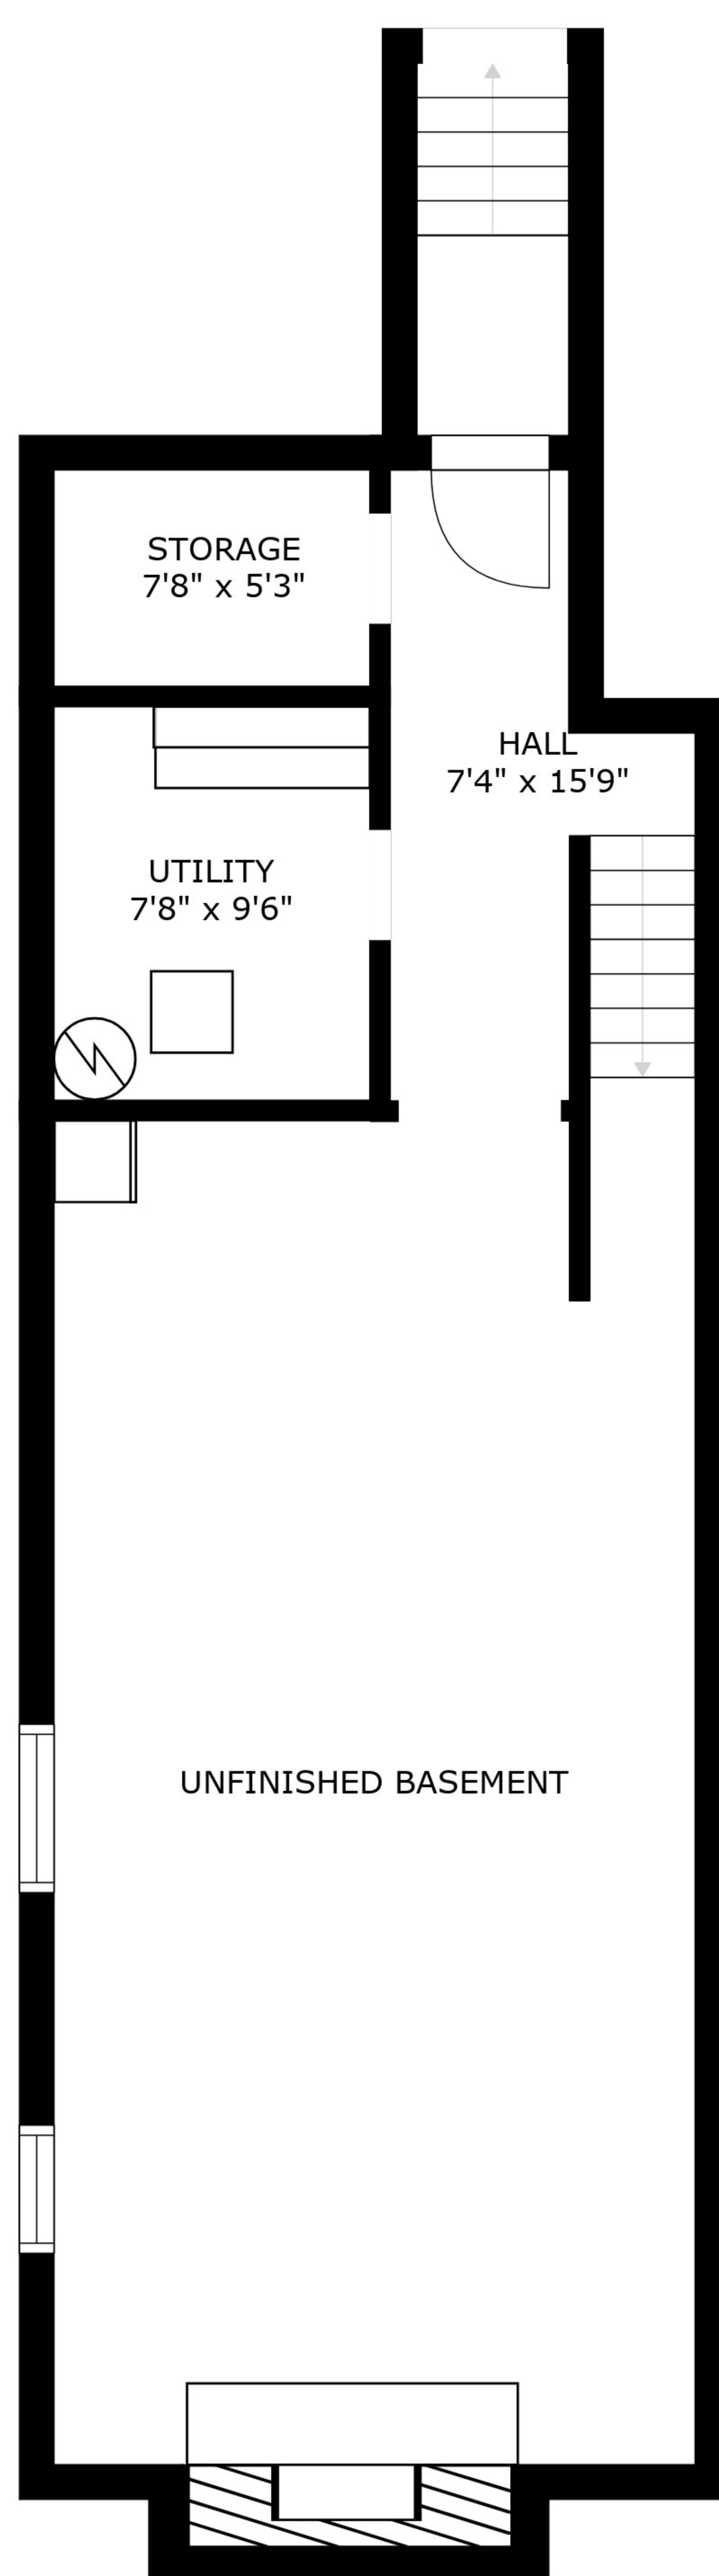 STORAGE
7'8" x 5'3"
HALL
7'4" x 15'9"
UTILITY
7'8" x 9'6"
UNFINISHED BASEMENT